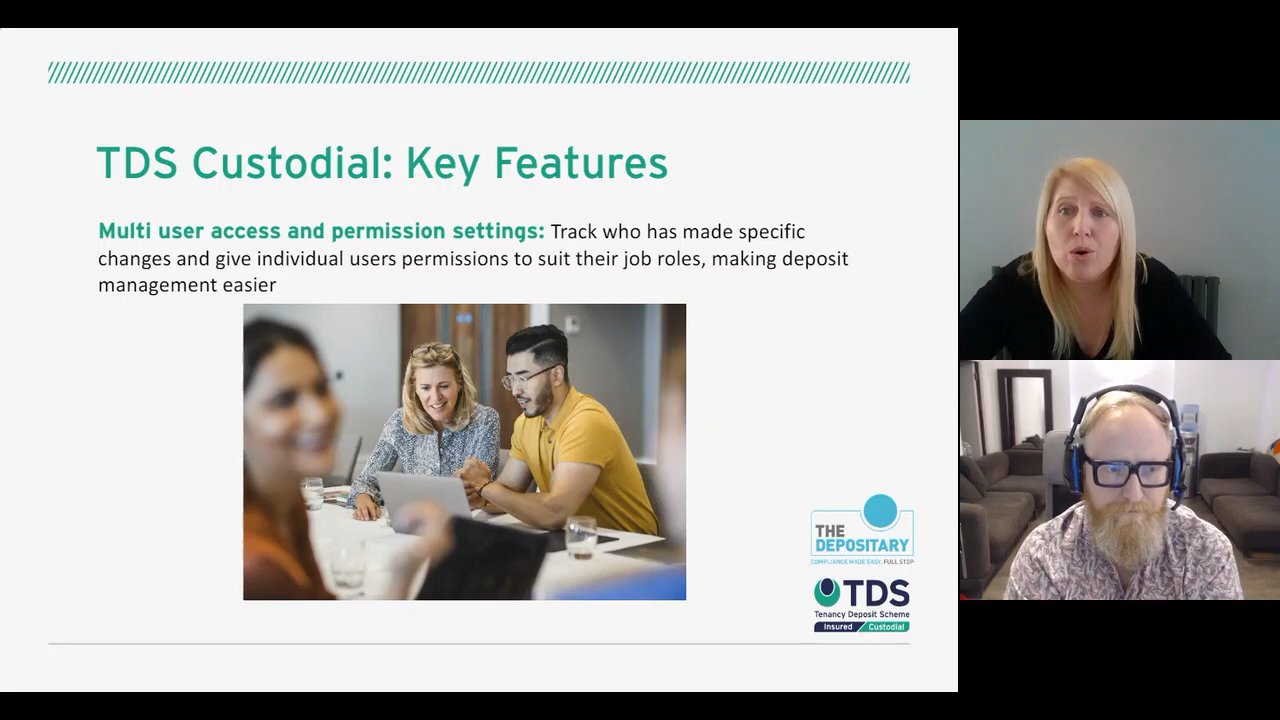 TDS Custodial: Key Features
Multi user access and permission settings: Track who has made specific
changes and give individual users permissions to suit their job roles, making deposit
management easier
THE
DEPOSITARY
COMPLIANCE MADE EASY. FULL STOP
TDS
Tenancy Deposit Scheme
Insured Custodial